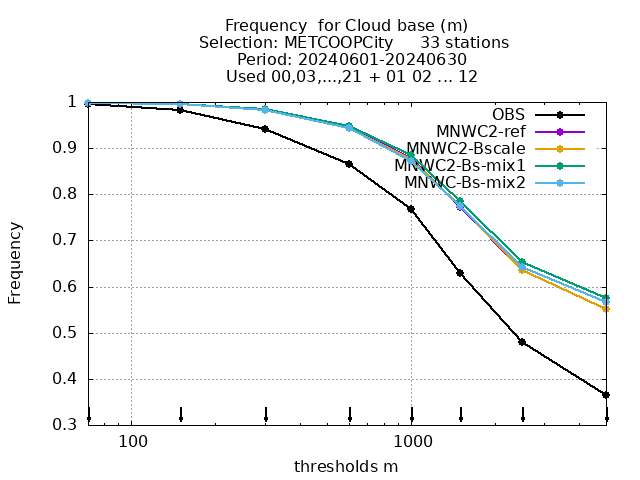 Frequency  for Cloud base (m)
Selection: METCOOPCity     33 stations
Period: 20240601-20240630
Used 00,03,...,21 + 01 02 ... 12
OBS
MNWC2-ref
MNWC2-Bscale
MNWC2-Bs-mix1
MNWC-Bs-mix2
1
0.9
0.8
0.7
0.6
0.5
0.4
0.3
Frequency
100
1000
thresholds m